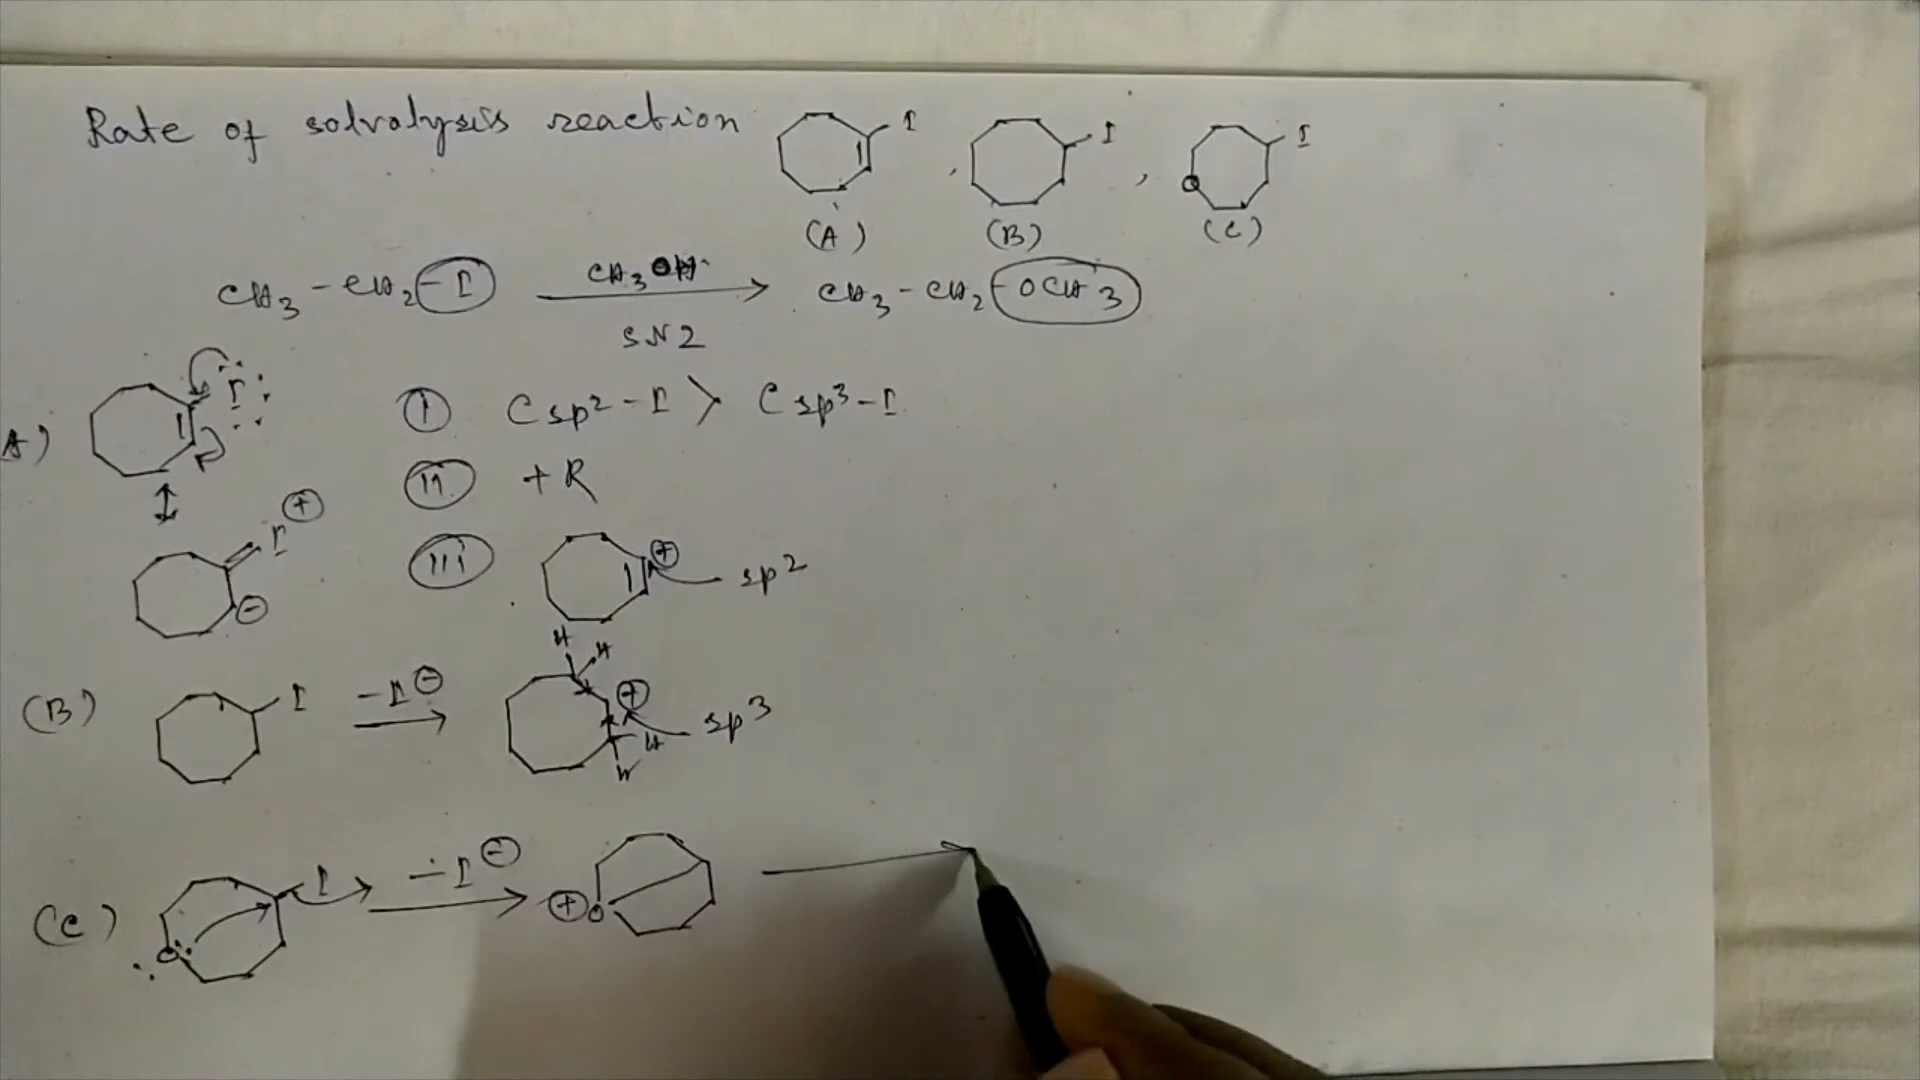 Rate of solvolysis reaction I , I , I
O
(A) (B) (C)
CH3 - CH2 - I CH3OH CH3 - CH2 - OCH3
SN2
A) I
I Csp2 - I > Csp3 - I
II + R
I +
-
III + sp2
(B) I - I - H H + H H sp3
(C) I O - I - + O